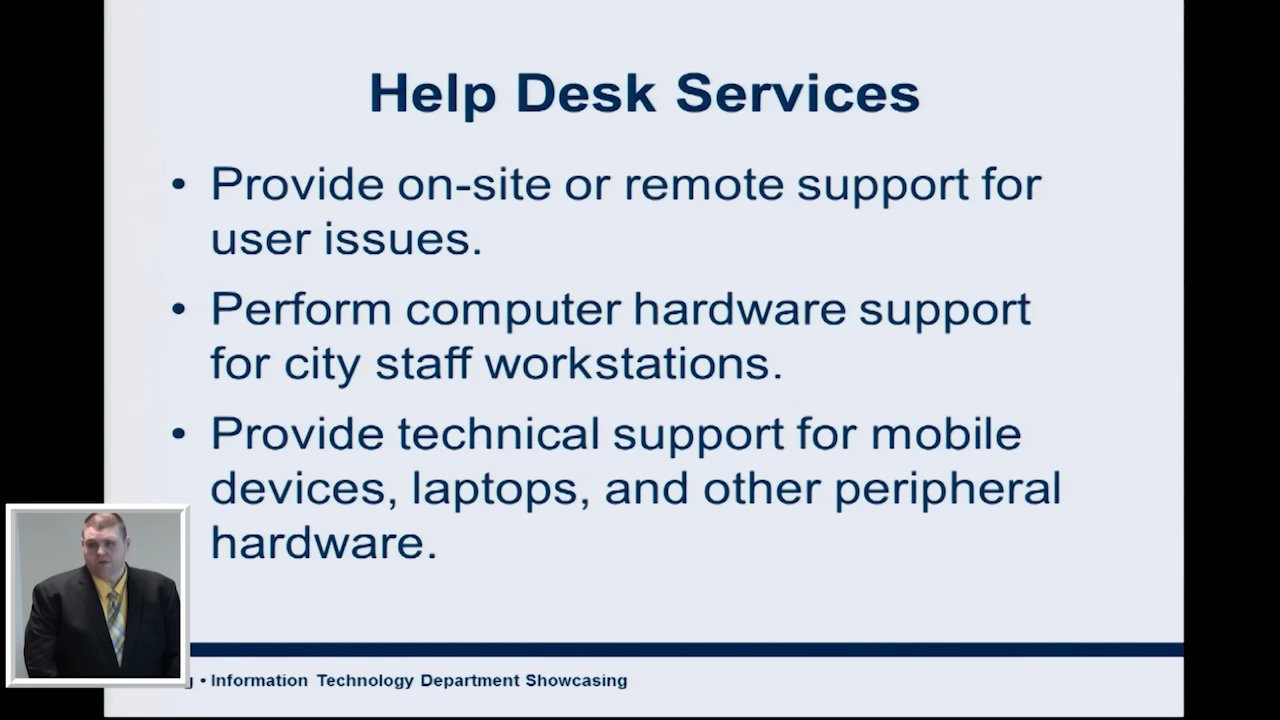 Help Desk Services
• Provide on-site or remote support for
user issues.
• Perform computer hardware support
for city staff workstations.
• Provide technical support for mobile
devices, laptops, and other peripheral
hardware.
• Information Technology Department Showcasing